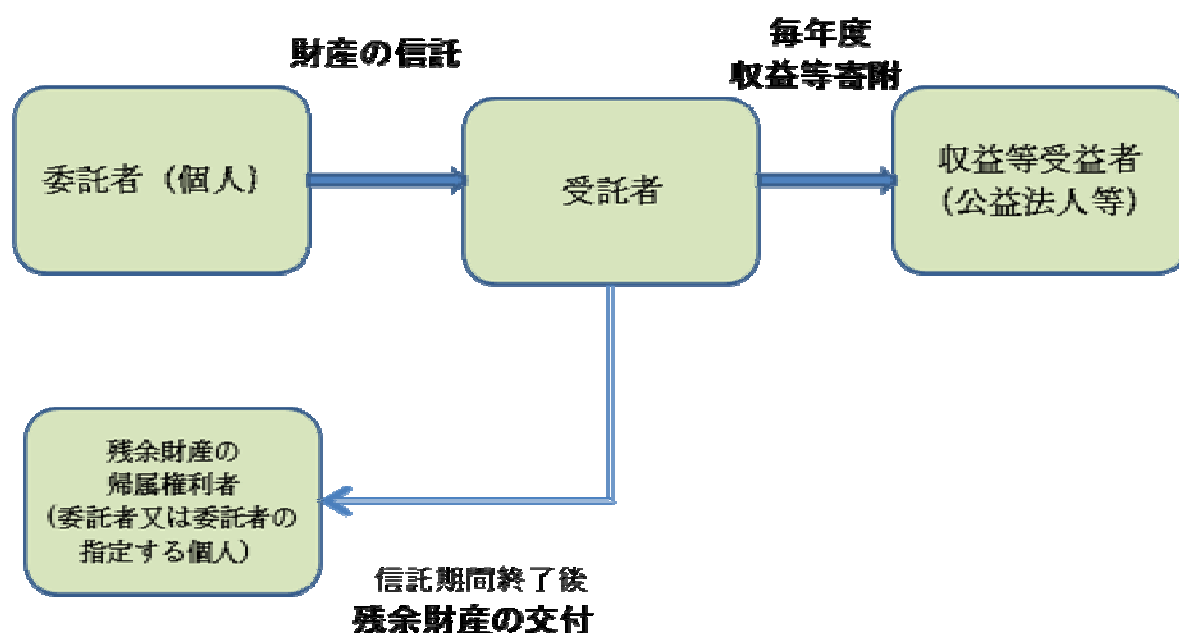 財産の信託
毎年度
収益等寄附
委託者（個人）
受託者
収益等受益者
（公益法人等）
残余財産の
帰属権利者
（委託者又は委託者の
指定する個人）
信託期間終了後
残余財産の交付